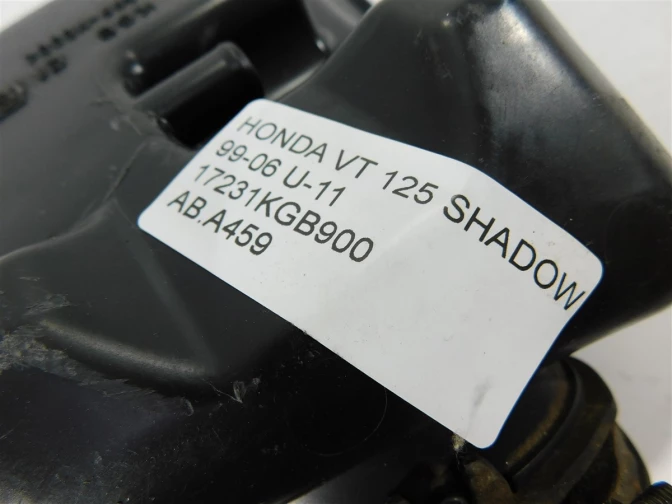 HONDA VT 125 SHADOW
99-06 U-11
17231KGB900
AB.A459